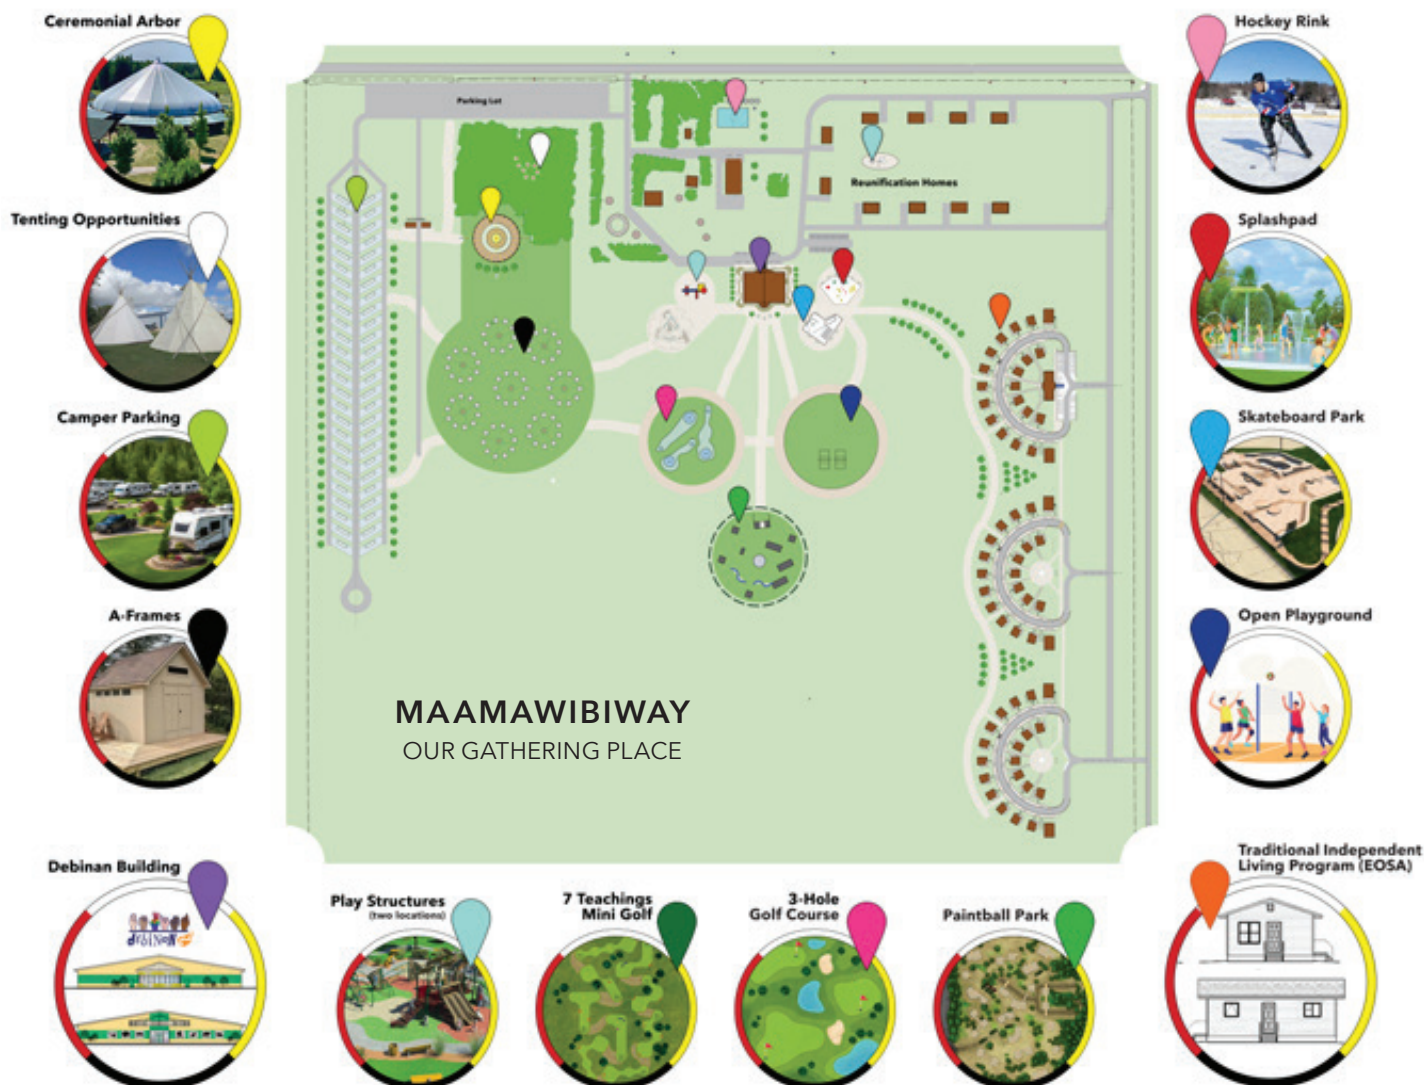 Ceremonial Arbor
Hockey Rink
Parking Lot
Tenting Opportunities
Reunification Homes
Splashpad
Camper Parking
Skateboard Park
A-Frames
Open Playground
MAAMAWIBIWAY
OUR GATHERING PLACE
Debinan Building
Play Structures
(two locations)
7 Teachings
Mini Golf
3-Hole
Golf Course
Paintball Park
Traditional Independent
Living Program (EOSA)